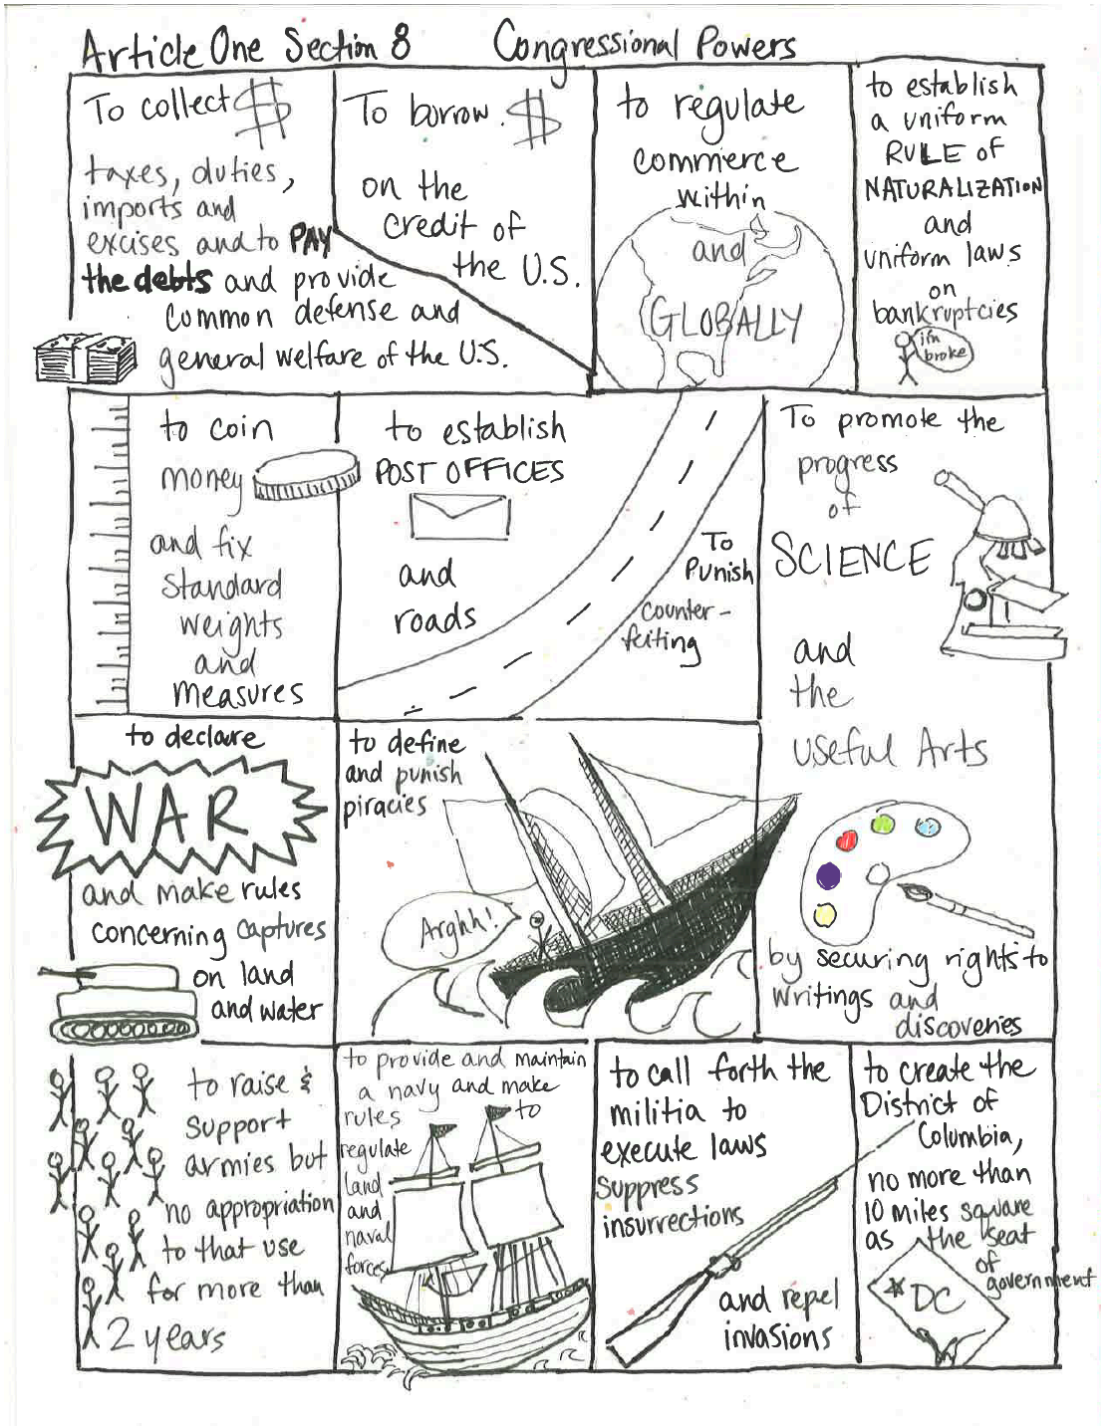 Article One Section 8 Congressional Powers
To collect $
taxes, duties,
imports and
excises and to PAY
the debts and provide
common defense and
general welfare of the U.S.
To borrow $
on the
credit of
the U.S.
to regulate
commerce
within
and
GLOBALLY
to establish
a uniform
RULE of
NATURALIZATION
and
uniform laws
on
bankruptcies
i'm
broke
to coin
money
and fix
standard
weights
and
measures
to establish
POST OFFICES
and
roads
To
Punish
counter-
feiting
To promote the
progress
of
SCIENCE
and
the
useful Arts
by securing rights to
writings and
discoveries
to declare
WAR
and make rules
concerning captures
on land
and water
to define
and punish
piracies
Arghh!
to raise &
support
armies but
no appropriation
to that use
for more than
2 years
to provide and maintain
a navy and make
rules to
regulate
land
and
naval
forces
to call forth the
militia to
execute laws
suppress
insurrections
and repel
invasions
to create the
District of
Columbia,
no more than
10 miles square
as the seat
of
government
DC